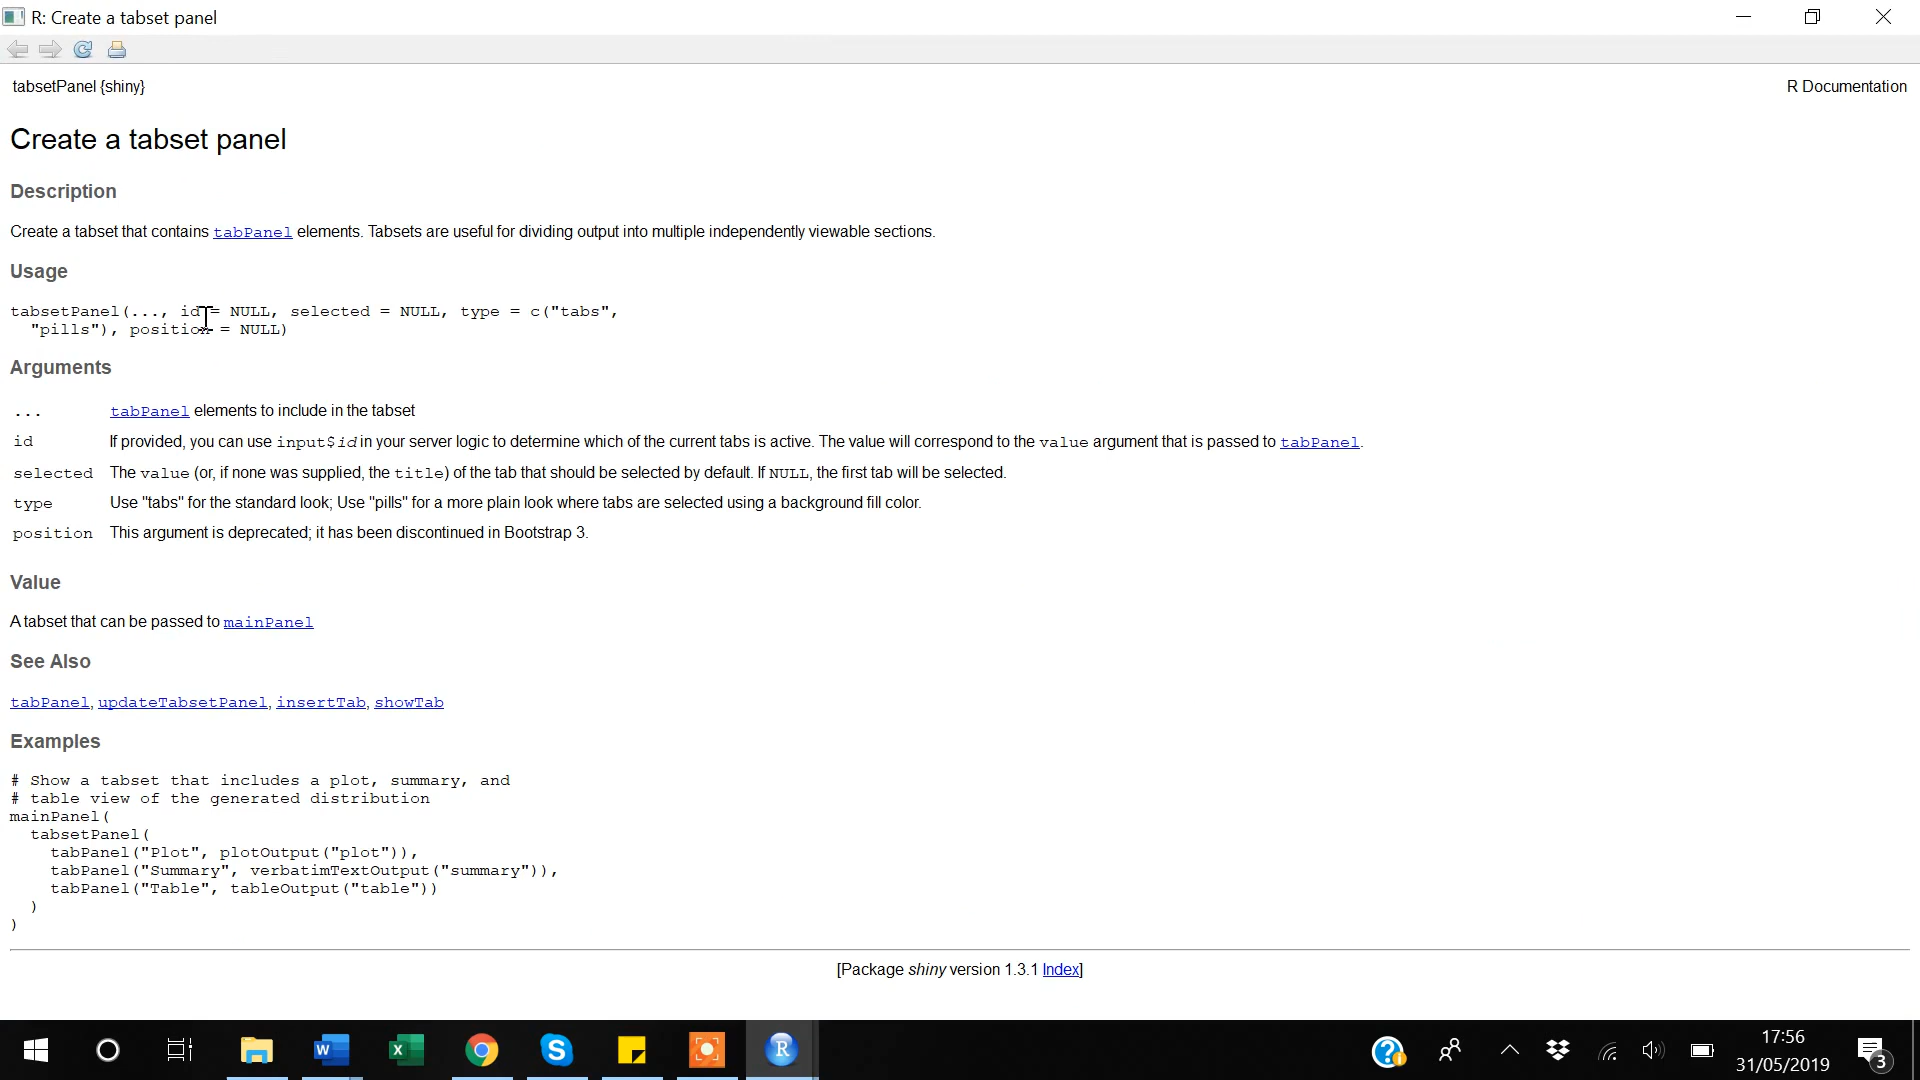 R: Create a tabset panel
tabsetPanel {shiny}
R Documentation
Create a tabset panel
Description
Create a tabset that contains tabPanel elements. Tabsets are useful for dividing output into multiple independently viewable sections.
Usage
tabsetPanel(..., id = NULL, selected = NULL, type = c("tabs",
"pills"), position = NULL)
Arguments
... tabPanel elements to include in the tabset
id If provided, you can use input$id in your server logic to determine which of the current tabs is active. The value will correspond to the value argument that is passed to tabPanel.
selected The value (or, if none was supplied, the title) of the tab that should be selected by default. If NULL, the first tab will be selected.
type Use "tabs" for the standard look; Use "pills" for a more plain look where tabs are selected using a background fill color.
position This argument is deprecated; it has been discontinued in Bootstrap 3.
Value
A tabset that can be passed to mainPanel
See Also
tabPanel, updateTabsetPanel, insertTab, showTab
Examples
# Show a tabset that includes a plot, summary, and
# table view of the generated distribution
mainPanel(
tabsetPanel(
tabPanel("Plot", plotOutput("plot")),
tabPanel("Summary", verbatimTextOutput("summary")),
tabPanel("Table", tableOutput("table"))
)
)
[Package shiny version 1.3.1 Index]
17:56
31/05/2019
3